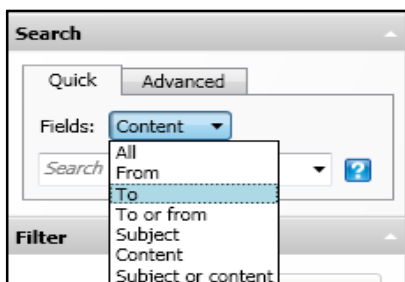 Search
Quick Advanced
Fields: Content
All
Search
From
To
To or from
Filter
Subject
Content
Subject or content